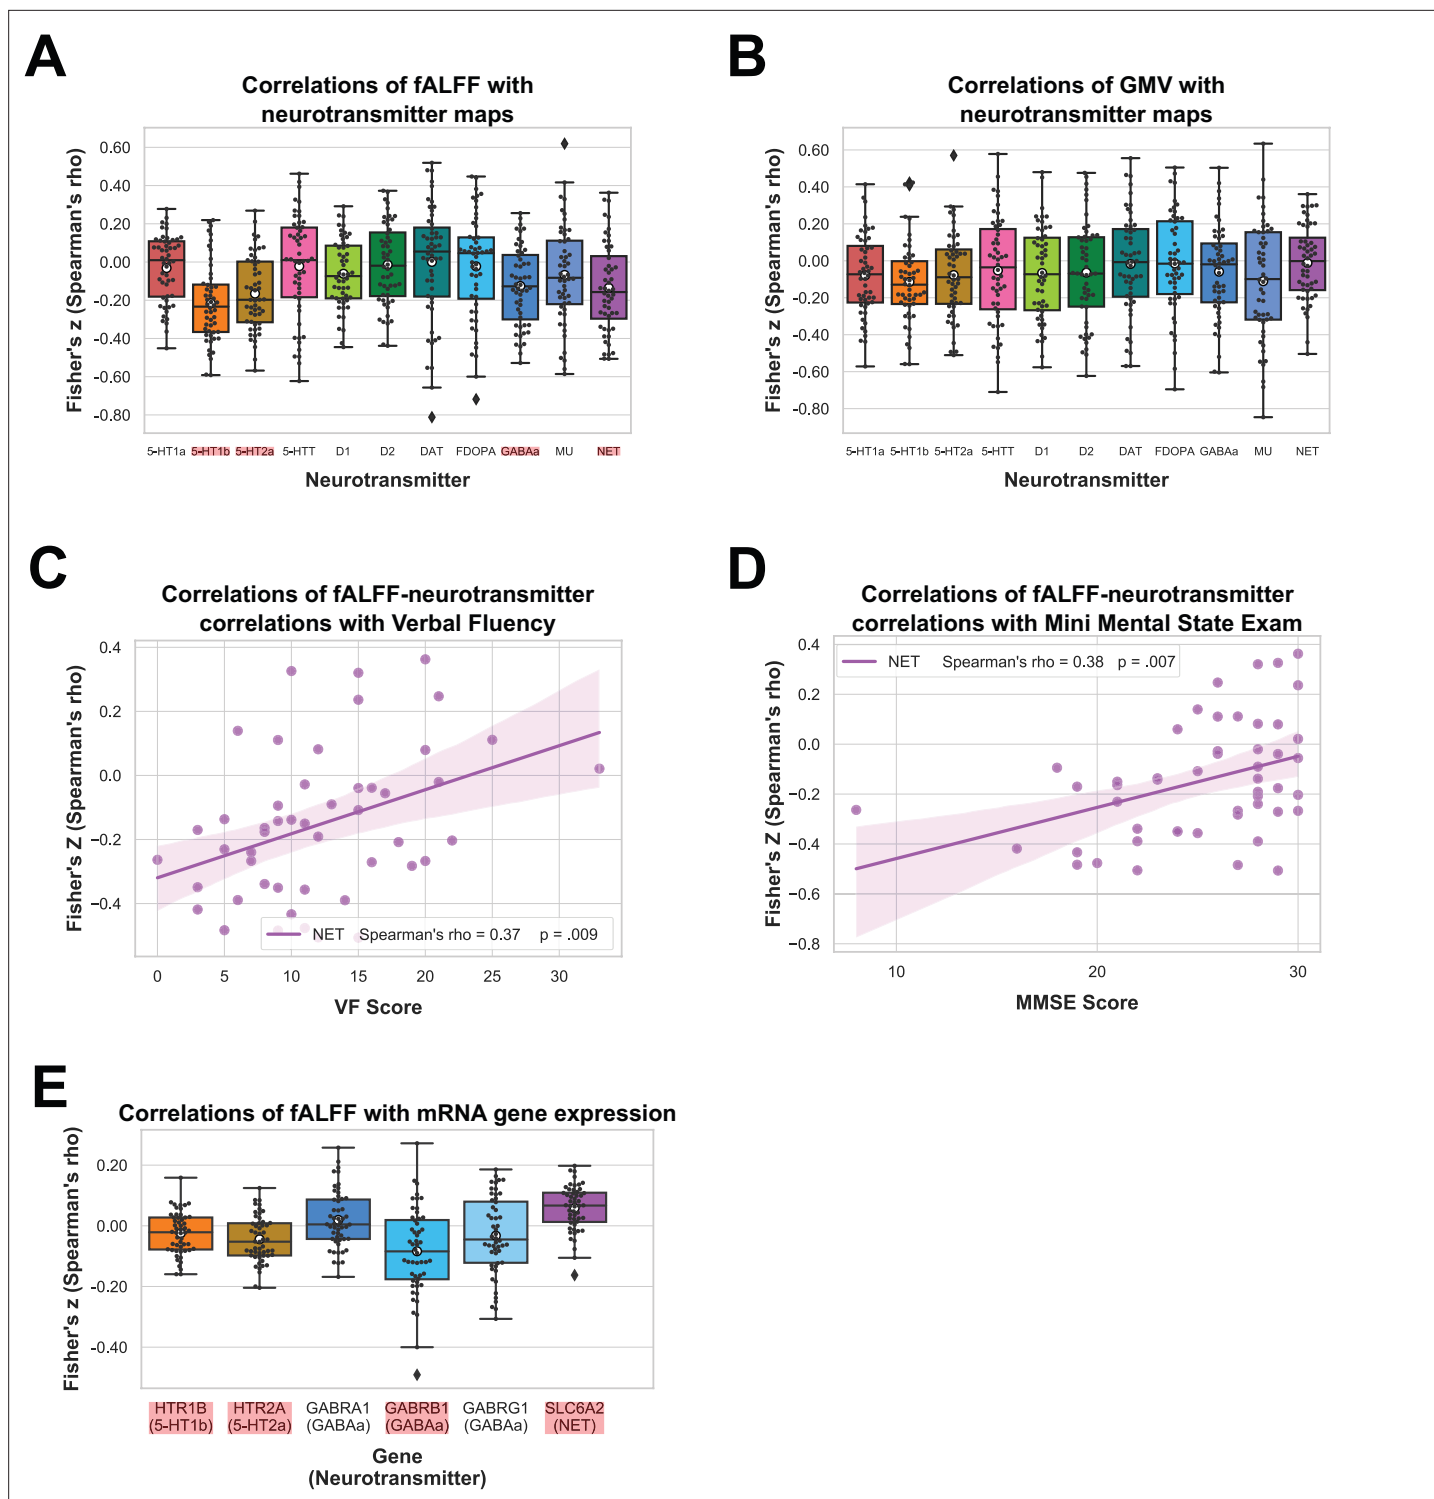 A
Correlations of fALFF with
neurotransmitter maps
Fisher's z (Spearman's rho)
0.60
0.40
0.20
0.00
-0.20
-0.40
-0.60
-0.80
5-HT1a 5-HT1b 5-HT2a 5-HTT D1 D2 DAT FDOPA GABAa MU NET
Neurotransmitter
B
Correlations of GMV with
neurotransmitter maps
Fisher's z (Spearman's rho)
0.60
0.40
0.20
0.00
-0.20
-0.40
-0.60
-0.80
5-HT1a 5-HT1b 5-HT2a 5-HTT D1 D2 DAT FDOPA GABAa MU NET
Neurotransmitter
C
Correlations of fALFF-neurotransmitter
correlations with Verbal Fluency
Fisher's Z (Spearman's rho)
0.4
0.2
0.0
-0.2
-0.4
NET Spearman's rho = 0.37 p = .009
0 5 10 15 20 25 30
VF Score
D
Correlations of fALFF-neurotransmitter
correlations with Mini Mental State Exam
Fisher's Z (Spearman's rho)
0.4
0.2
0.0
-0.2
-0.4
-0.6
-0.8
NET Spearman's rho = 0.38 p = .007
10 20 30
MMSE Score
E
Correlations of fALFF with mRNA gene expression
Fisher's z (Spearman's rho)
0.20
0.00
-0.20
-0.40
HTR1B HTR2A GABRA1 GABRB1 GABRG1 SLC6A2
(5-HT1b) (5-HT2a) (GABAa) (GABAa) (GABAa) (NET)
Gene
(Neurotransmitter)